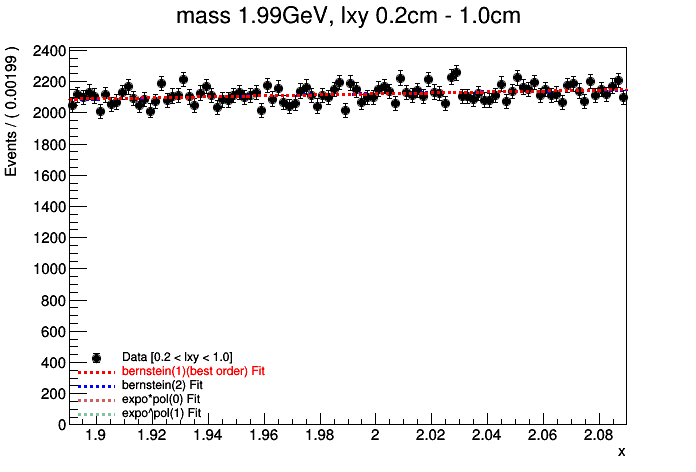 mass 1.99GeV, lxy 0.2cm - 1.0cm
Events / ( 0.00199 )
2400
2200
2000
1800
1600
1400
1200
1000
800
600
400
200
0
Data [0.2 < lxy < 1.0]
bernstein(1)(best order) Fit
bernstein(2) Fit
expo*pol(0) Fit
expo^pol(1) Fit
1.9 1.92 1.94 1.96 1.98 2 2.02 2.04 2.06 2.08
x